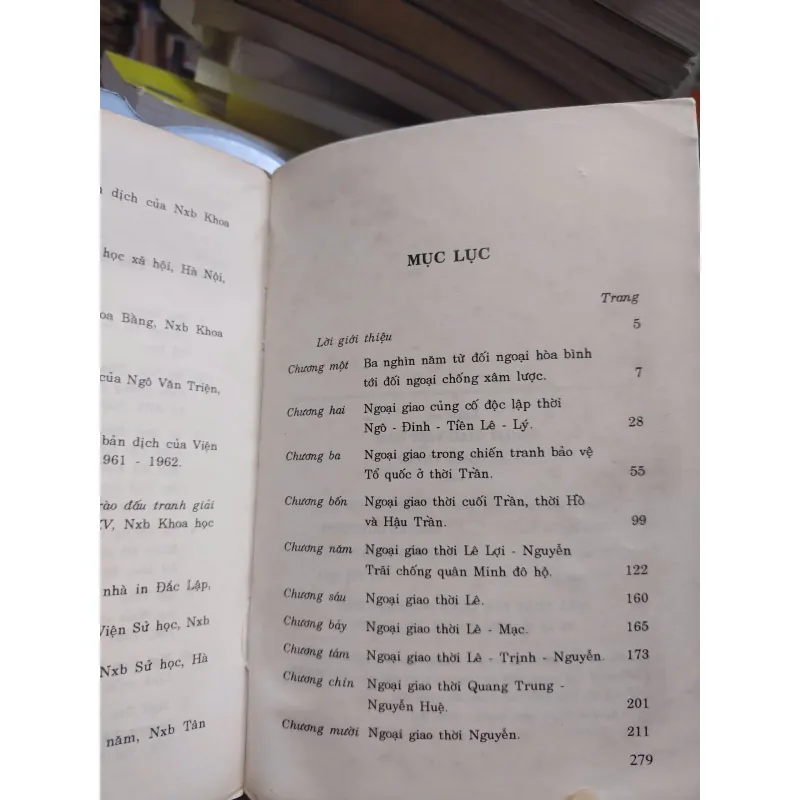 dịch của Nxb Khoa
học xã hội, Hà Nội,
Bằng, Nxb Khoa
của Ngô Văn Triện,
bản dịch của Viện
1961 - 1962.
đấu tranh giải
XV, Nxb Khoa học
nhà in Đắc Lập,
Viện Sử học, Nxb
Nxb Sử học, Hà
năm, Nxb Tân
MỤC LỤC
Trang
Lời giới thiệu 5
Chương một Ba nghìn năm từ đối ngoại hòa bình
tới đối ngoại chống xâm lược. 7
Chương hai Ngoại giao củng cố độc lập thời
Ngô - Đinh - Tiền Lê - Lý. 28
Chương ba Ngoại giao trong chiến tranh bảo vệ
Tổ quốc ở thời Trần. 55
Chương bốn Ngoại giao thời cuối Trần, thời Hồ
và Hậu Trần. 99
Chương năm Ngoại giao thời Lê Lợi - Nguyễn
Trãi chống quân Minh đô hộ. 122
Chương sáu Ngoại giao thời Lê. 160
Chương bảy Ngoại giao thời Lê - Mạc. 165
Chương tám Ngoại giao thời Lê - Trịnh - Nguyễn. 173
Chương chín Ngoại giao thời Quang Trung -
Nguyễn Huệ. 201
Chương mười Ngoại giao thời Nguyễn. 211
279